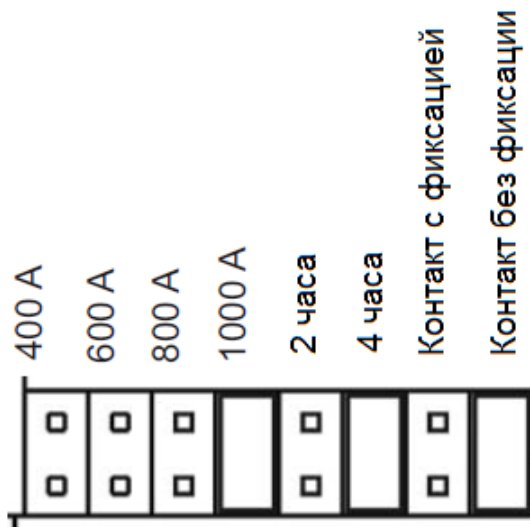 400 A
600 A
800 A
1000 A
2 часа
4 часа
Контакт с фиксацией
Контакт без фиксации